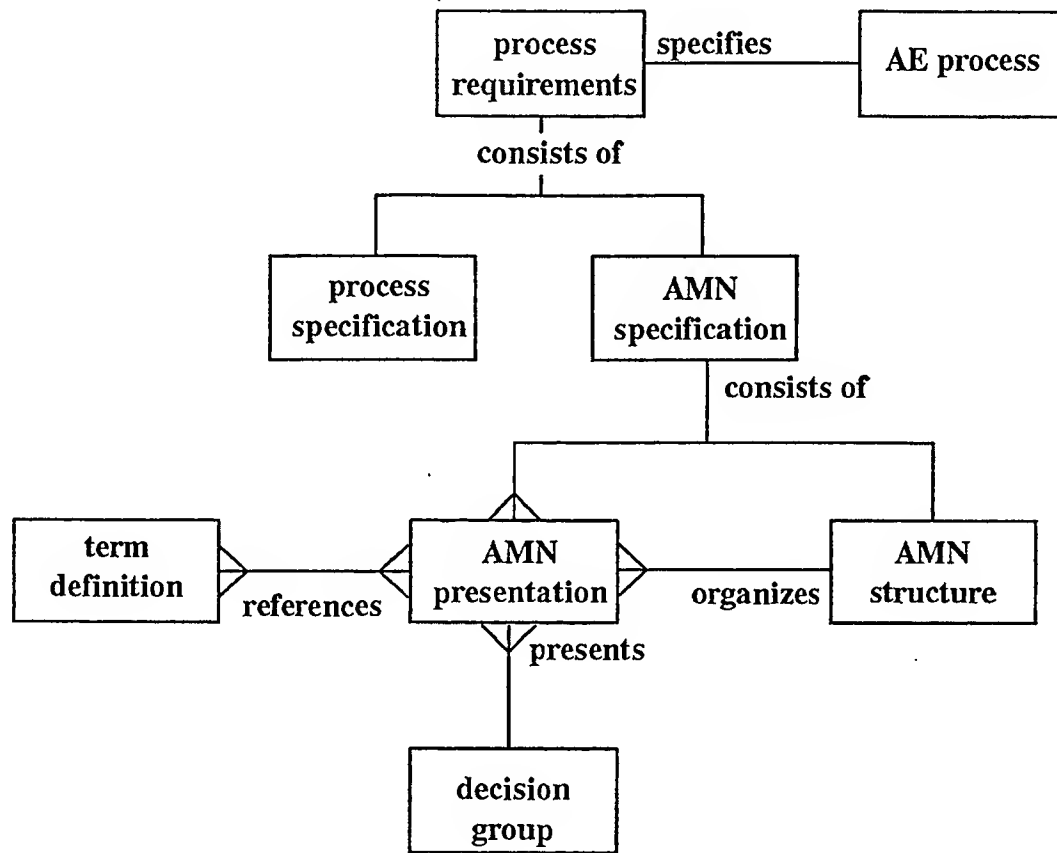 process
requirements
specifies
AE process
consists of
process
specification
AMN
specification
consists of
term
definition
references
AMN
presentation
organizes
AMN
structure
presents
decision
group